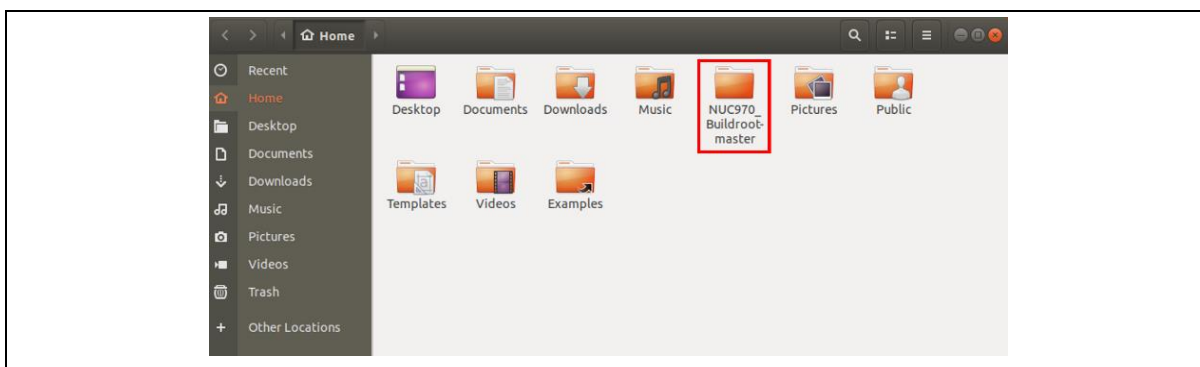 Home
Recent
Home
Desktop
Documents
Downloads
Music
Pictures
Videos
Trash
+ Other Locations
Desktop
Documents
Downloads
Music
NUC970_
Buildroot-
master
Pictures
Public
Templates
Videos
Examples